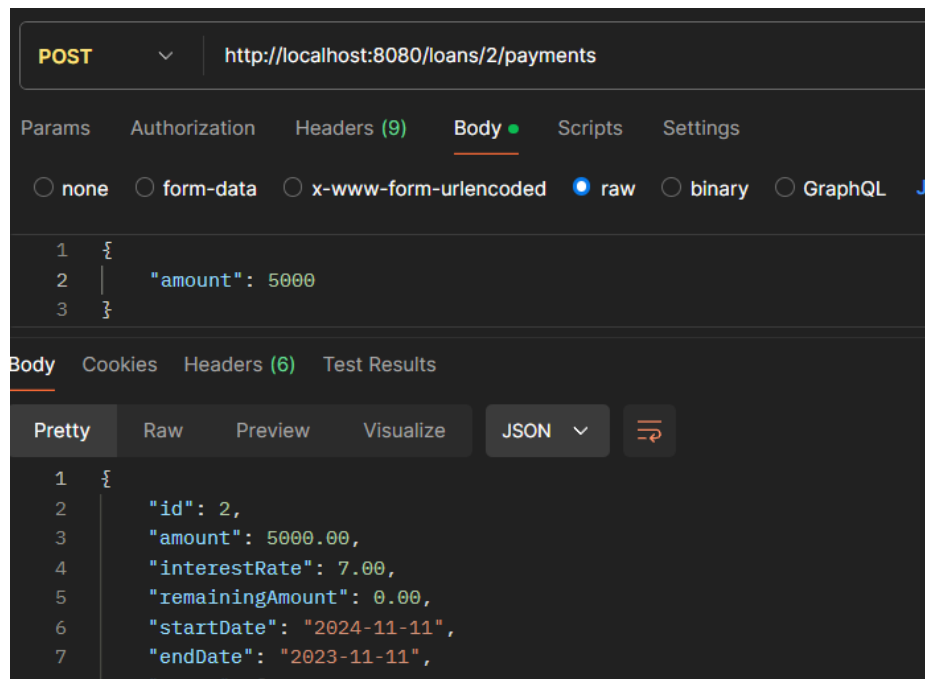 POST http://localhost:8080/loans/2/payments
Params Authorization Headers (9) Body Scripts Settings
none form-data x-www-form-urlencoded raw binary GraphQL
1 {
2 "amount": 5000
3 }
Body Cookies Headers (6) Test Results
Pretty Raw Preview Visualize JSON
1 {
2 "id": 2,
3 "amount": 5000.00,
4 "interestRate": 7.00,
5 "remainingAmount": 0.00,
6 "startDate": "2024-11-11",
7 "endDate": "2023-11-11",